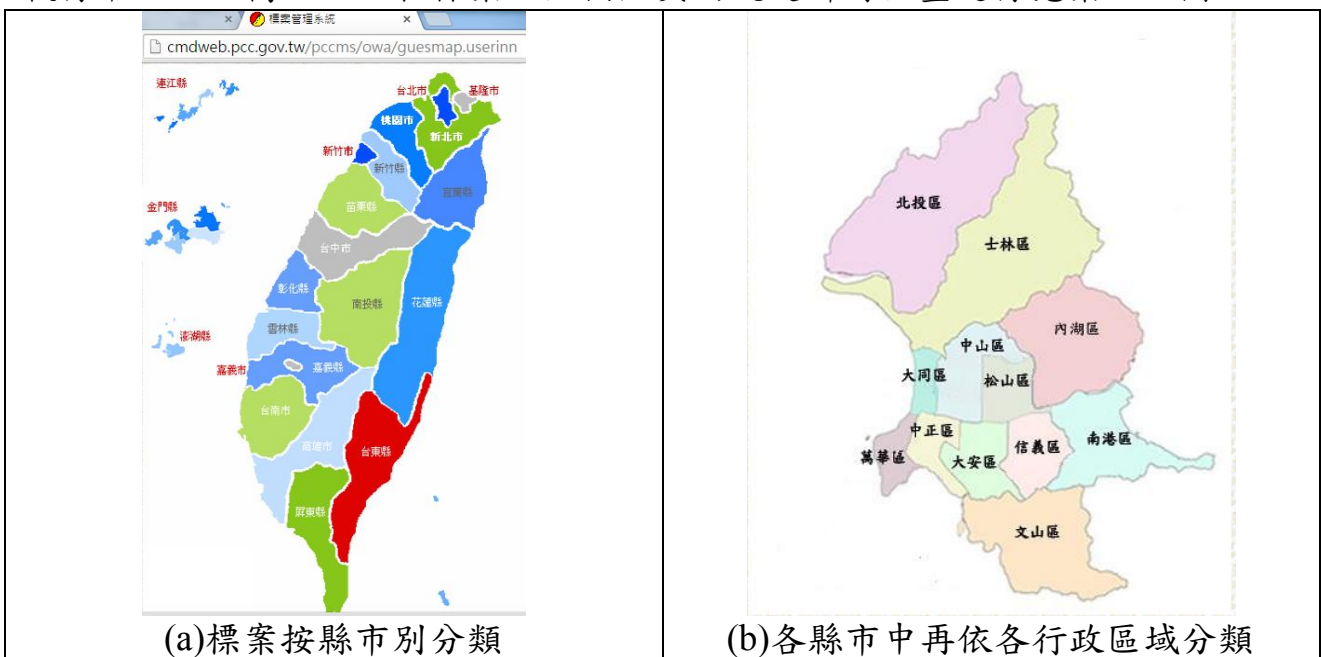 標案管理系統
cmdweb.pcc.gov.tw/pccms/owa/guesmap.userinn
連江縣
台北市
基隆市
桃園市
新北市
新竹市
新竹縣
宜蘭縣
苗栗縣
金門縣
台中市
彰化縣
南投縣
花蓮縣
雲林縣
澎湖縣
嘉義市
嘉義縣
台南市
高雄市
台東縣
屏東縣
(a)標案按縣市別分類
北投區
士林區
內湖區
中山區
大同區
松山區
中正區
信義區
南港區
萬華區
大安區
文山區
(b)各縣市中再依各行政區域分類